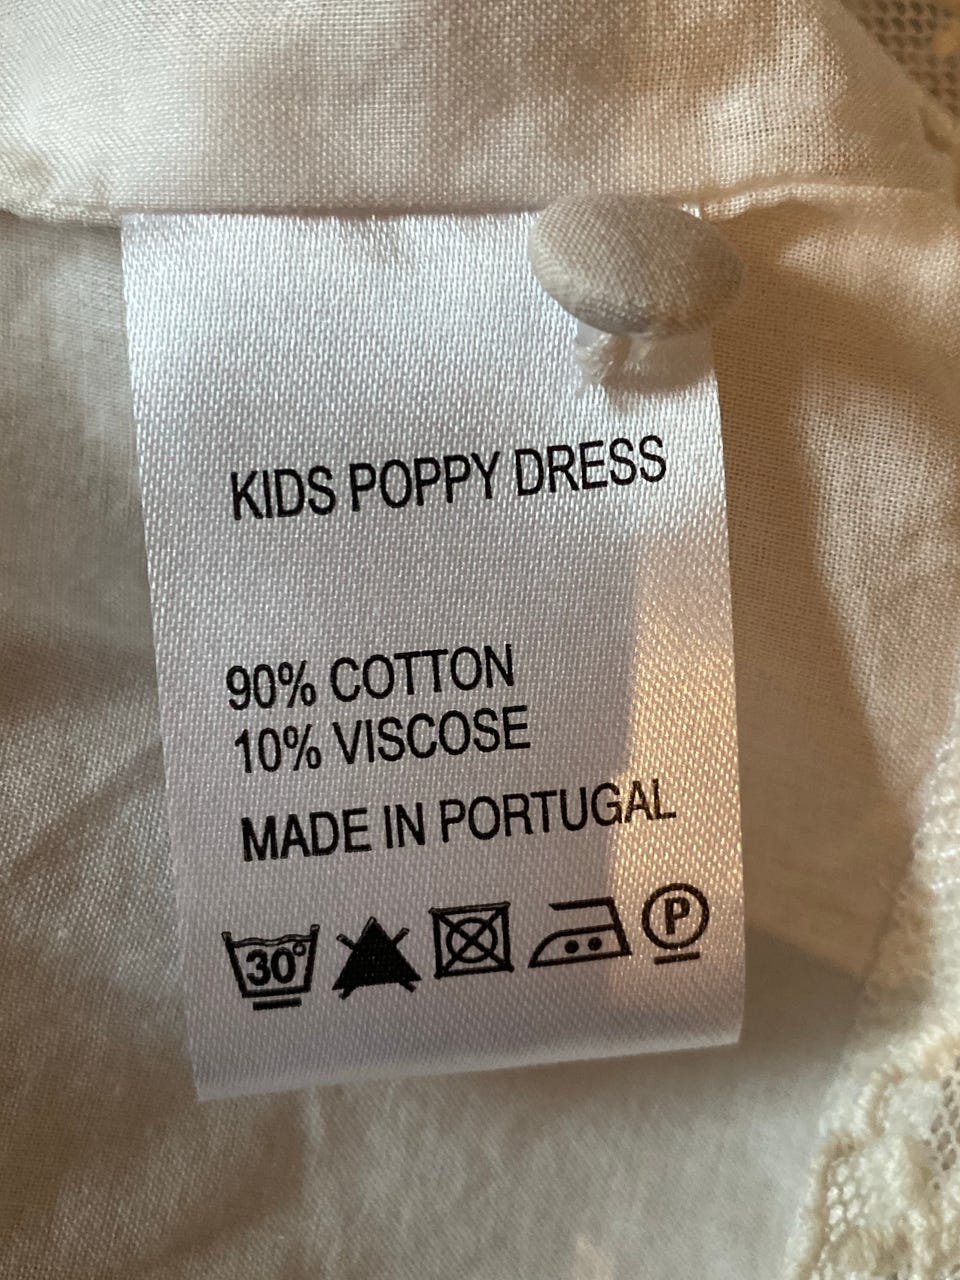 KIDS POPPY DRESS
90% COTTON
10% VISCOSE
MADE IN PORTUGAL
30° P